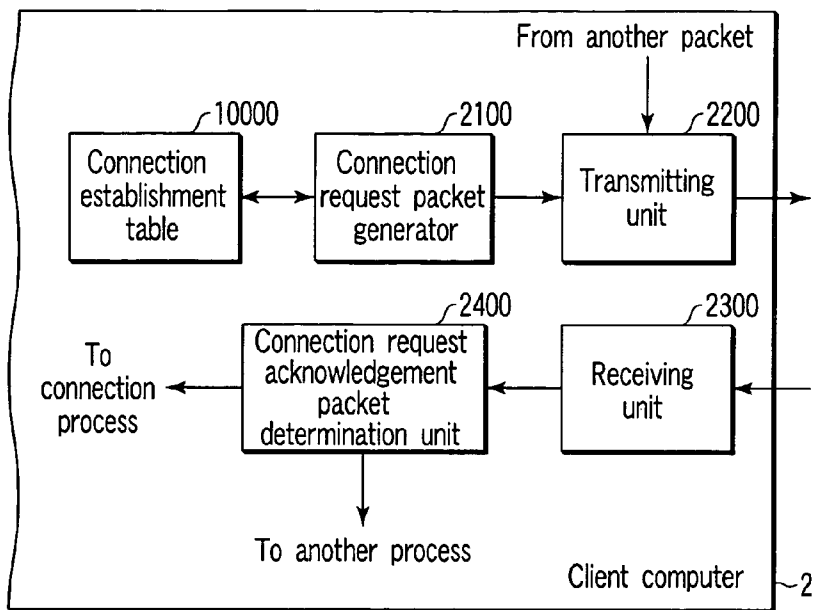 From another packet
10000
2100
2200
Connection
establishment
table
Connection
request packet
generator
Transmitting
unit
2400
2300
To
connection
process
Connection request
acknowledgement
packet
determination unit
Receiving
unit
To another process
Client computer
2